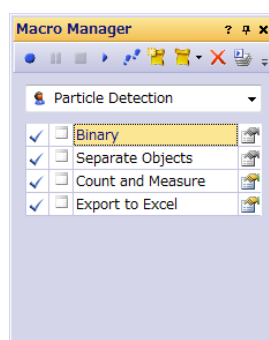 Macro Manager
Particle Detection
Binary
Separate Objects
Count and Measure
Export to Excel